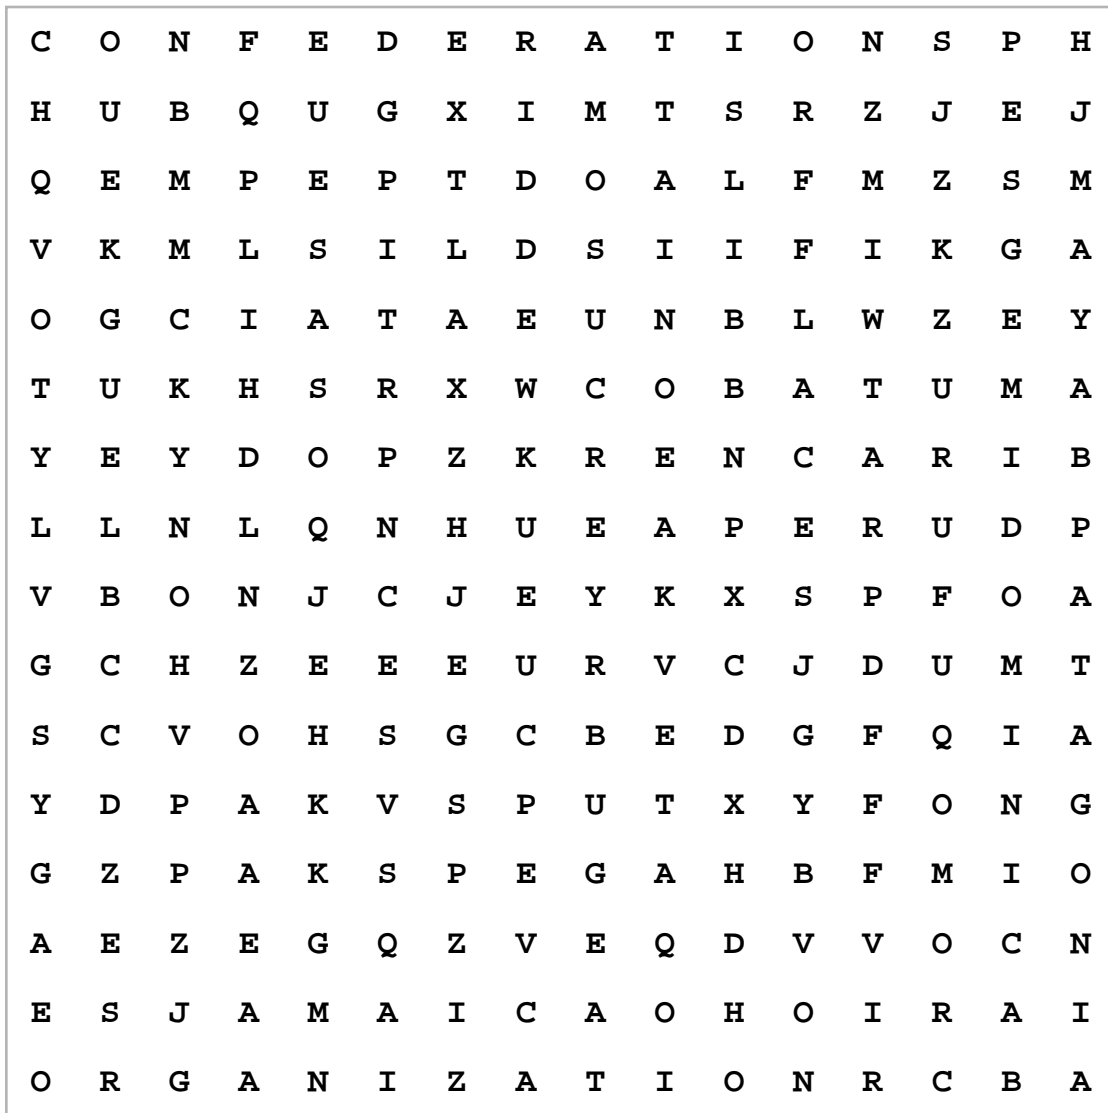 C O N F E D E R A T I O N S P H
H U B Q U G X I M T S R Z J E J
Q E M P E P T D O A L F M Z S M
V K M L S I L D S I I F I K G A
O G C I A T A E U N B L W Z E Y
T U K H S R X W C O B A T U M A
Y E Y D O P Z K R E N C A R I B
L L N L Q N H U E A P E R U D P
V B O N J C J E Y K X S P F O A
G C H Z E E E U R V C J D U M T
S C V O H S G C B E D G F Q I A
Y D P A K V S P U T X Y F O N G
G Z P A K S P E G A H B F M I O
A E Z E G Q Z V E Q D V V O C N
E S J A M A I C A O H O I R A I
O R G A N I Z A T I O N R C B A